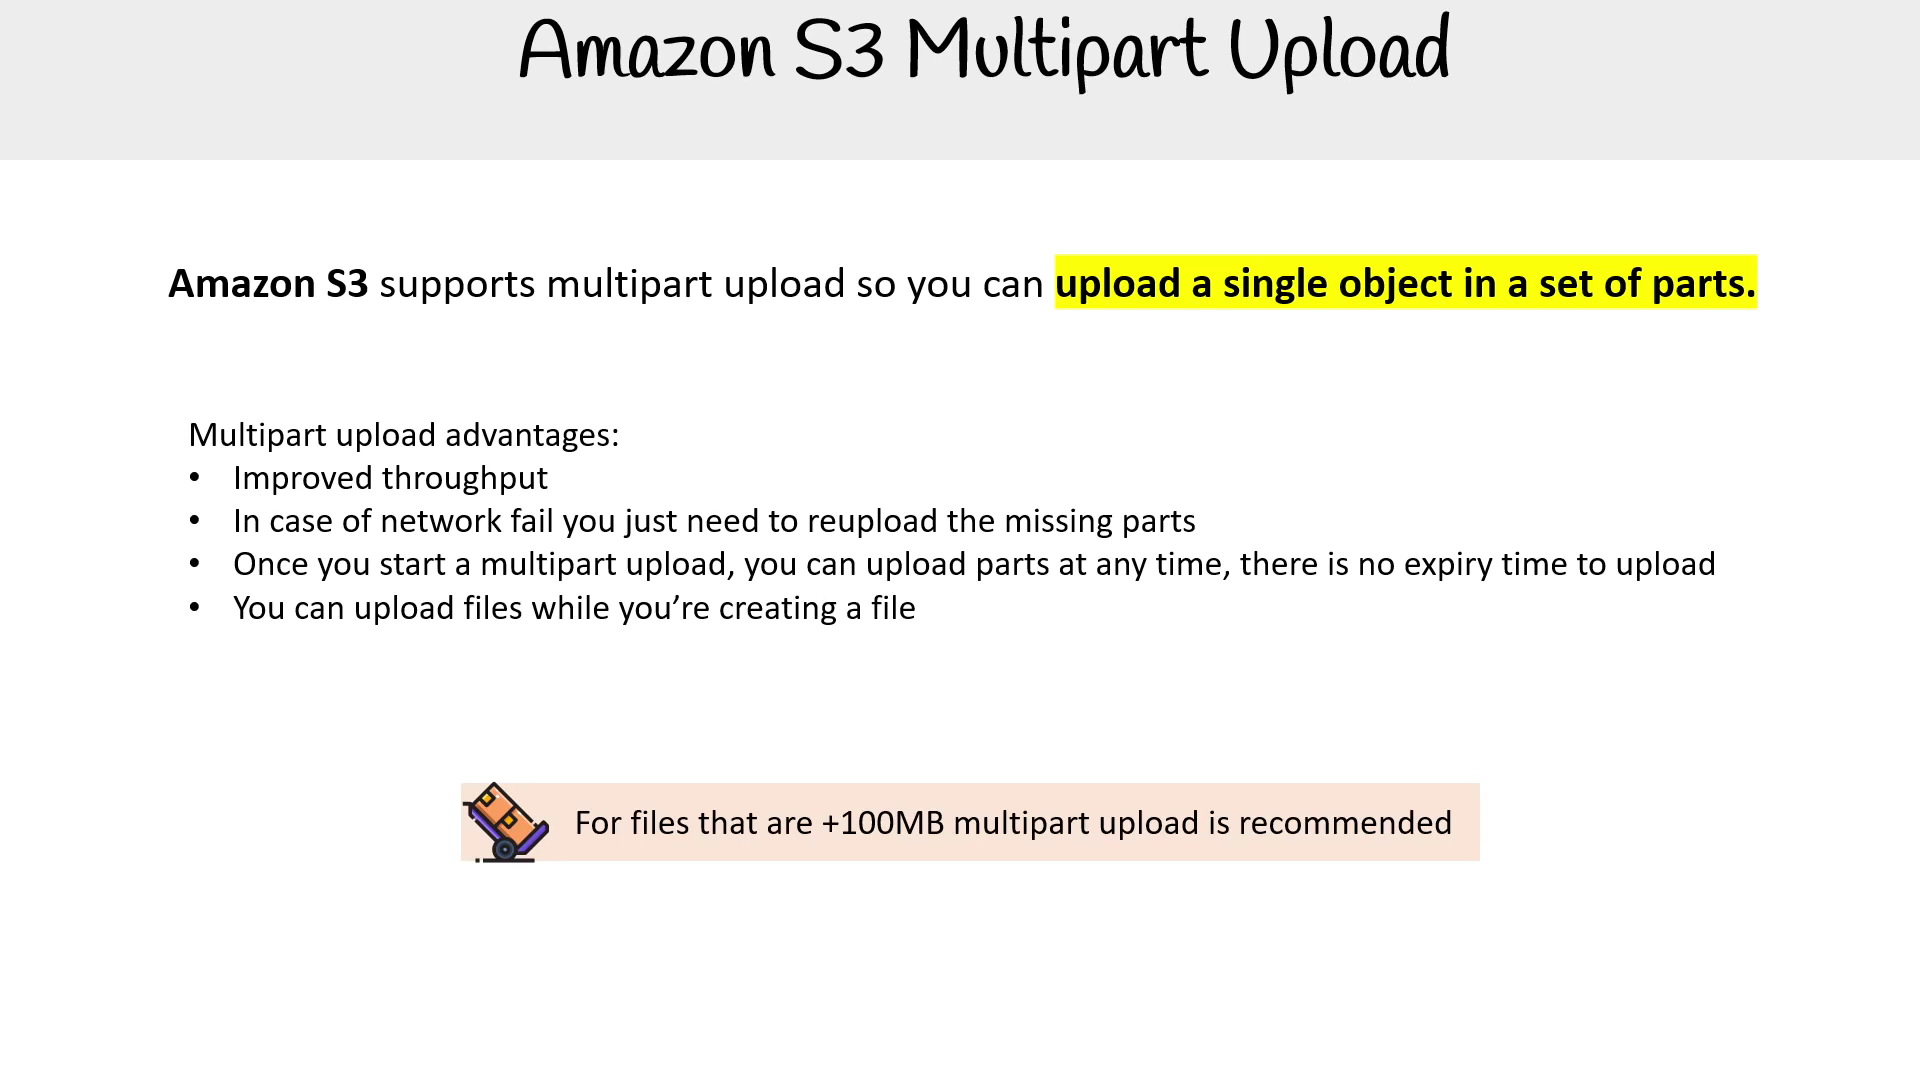 Amazon S3 Multipart Upload
Amazon S3 supports multipart upload so you can upload a single object in a set of parts.
Multipart upload advantages:
• Improved throughput
• In case of network fail you just need to reupload the missing parts
• Once you start a multipart upload, you can upload parts at any time, there is no expiry time to upload
• You can upload files while you’re creating a file
For files that are +100MB multipart upload is recommended